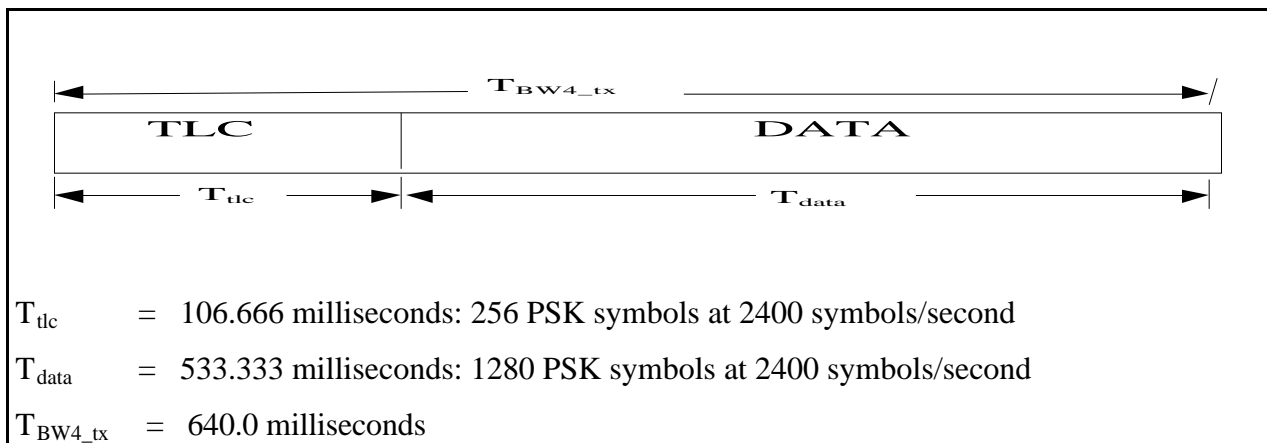 T_BW4_tx
TLC DATA
T_tlc T_data
T_tlc = 106.666 milliseconds: 256 PSK symbols at 2400 symbols/second
T_data = 533.333 milliseconds: 1280 PSK symbols at 2400 symbols/second
T_BW4_tx = 640.0 milliseconds